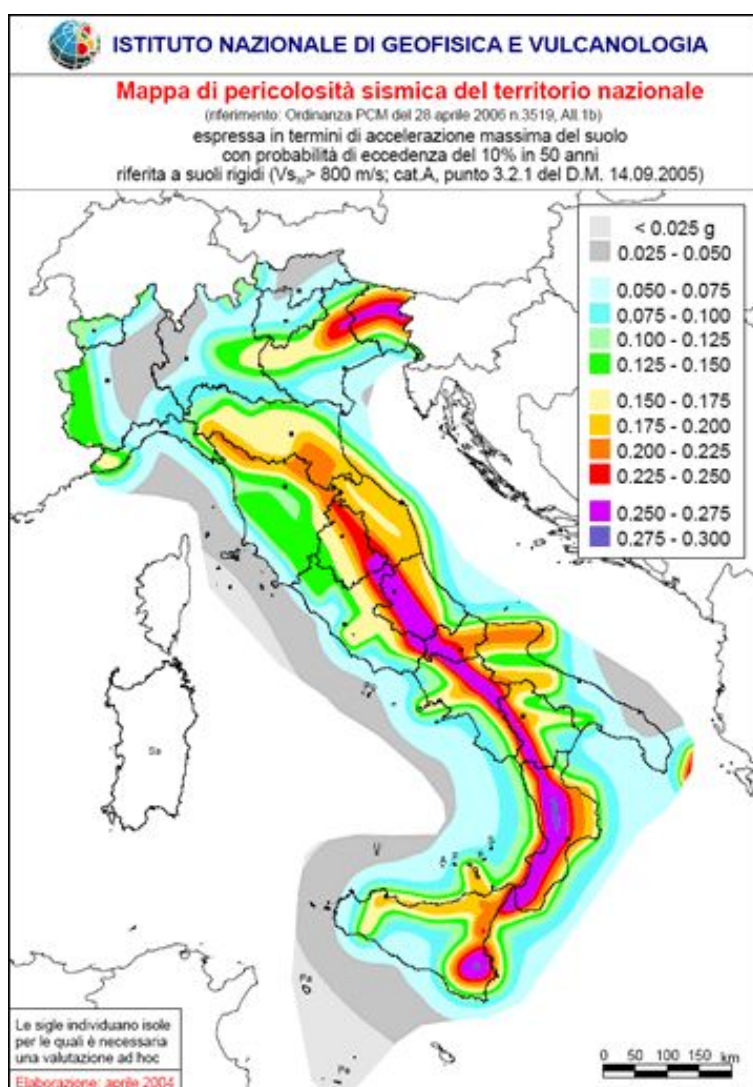 ISTITUTO NAZIONALE DI GEOFISICA E VULCANOLOGIA
Mappa di pericolosità sismica del territorio nazionale
(riferimento: Ordinanza PCM del 28 aprile 2006 n.3519, All.1b)
espressa in termini di accelerazione massima del suolo
con probabilità di eccedenza del 10% in 50 anni
riferita a suoli rigidi (Vs₃₀> 800 m/s; cat.A, punto 3.2.1 del D.M. 14.09.2005)
< 0.025 g
0.025 - 0.050
0.050 - 0.075
0.075 - 0.100
0.100 - 0.125
0.125 - 0.150
0.150 - 0.175
0.175 - 0.200
0.200 - 0.225
0.225 - 0.250
0.250 - 0.275
0.275 - 0.300
Sa
Pa
Pe
Le sigle individuano isole
per le quali è necessaria
una valutazione ad hoc
Elaborazione: aprile 2004
0 50 100 150 km